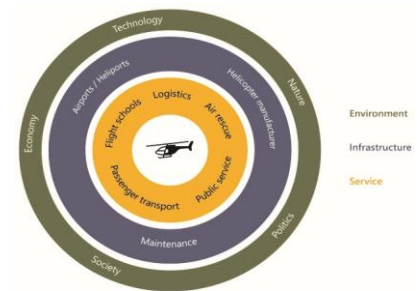 Technology
Nature
Politics
Society
Economy
Airports / Heliports
Helicopter manufacturer
Maintenance
Flight schools
Logistics
Air rescue
Public service
Passenger transport
Environment
Infrastructure
Service